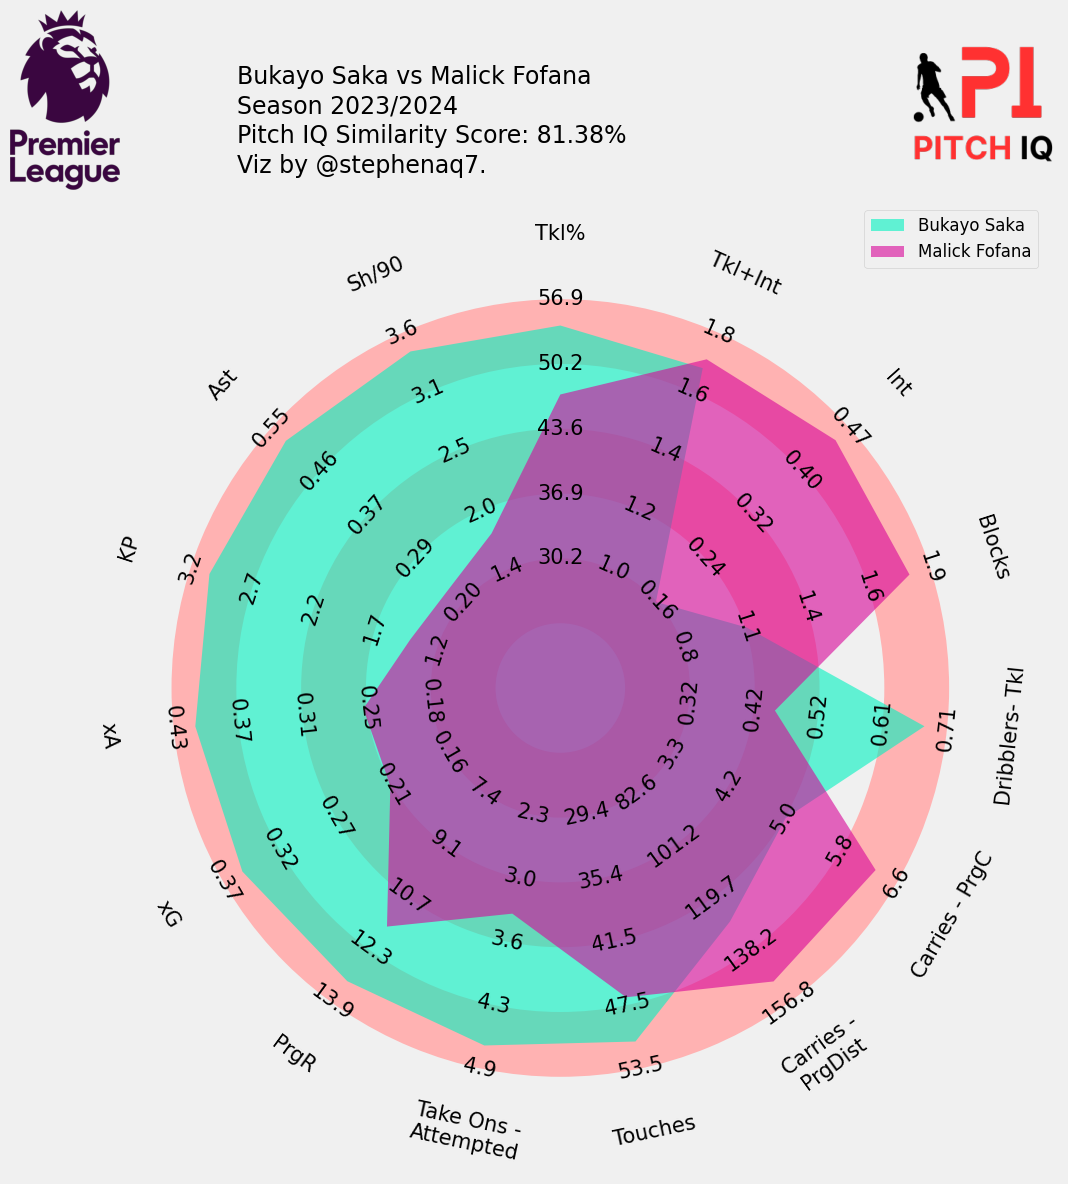 Premier
League
Bukayo Saka vs Malick Fofana
Season 2023/2024
Pitch IQ Similarity Score: 81.38%
Viz by @stephenaq7.
PI
PITCH IQ
Bukayo Saka
Malick Fofana
Tkl%
30.2
36.9
43.6
50.2
56.9
Tkl+Int
1.0
1.2
1.4
1.6
1.8
Int
0.16
0.24
0.32
0.40
0.47
Blocks
0.8
1.1
1.4
1.6
1.9
Dribblers- Tkl
0.32
0.42
0.52
0.61
0.71
Carries - PrgC
3.3
4.2
5.0
5.8
6.6
Carries -
PrgDist
82.6
101.2
119.7
138.2
156.8
Touches
29.4
35.4
41.5
47.5
53.5
Take Ons -
Attempted
2.3
3.0
3.6
4.3
4.9
PrgR
7.4
9.1
10.7
12.3
13.9
xG
0.16
0.21
0.27
0.32
0.37
xA
0.18
0.25
0.31
0.37
0.43
KP
1.2
1.7
2.2
2.7
3.2
Ast
0.20
0.29
0.37
0.46
0.55
Sh/90
1.4
2.0
2.5
3.1
3.6